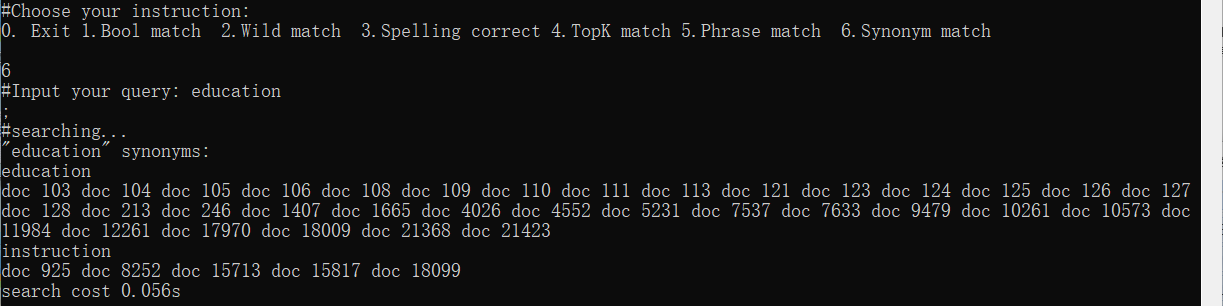 #Choose your instruction:
0. Exit 1.Bool match  2.Wild match  3.Spelling correct 4.TopK match 5.Phrase match  6.Synonym match
6
#Input your query: education
;
#searching...
"education" synonyms:
education
doc 103 doc 104 doc 105 doc 106 doc 108 doc 109 doc 110 doc 111 doc 113 doc 121 doc 123 doc 124 doc 125 doc 126 doc 127
doc 128 doc 213 doc 246 doc 1407 doc 1665 doc 4026 doc 4552 doc 5231 doc 7537 doc 7633 doc 9479 doc 10261 doc 10573 doc
11984 doc 12261 doc 17970 doc 18009 doc 21368 doc 21423
instruction
doc 925 doc 8252 doc 15713 doc 15817 doc 18099
search cost 0.056s